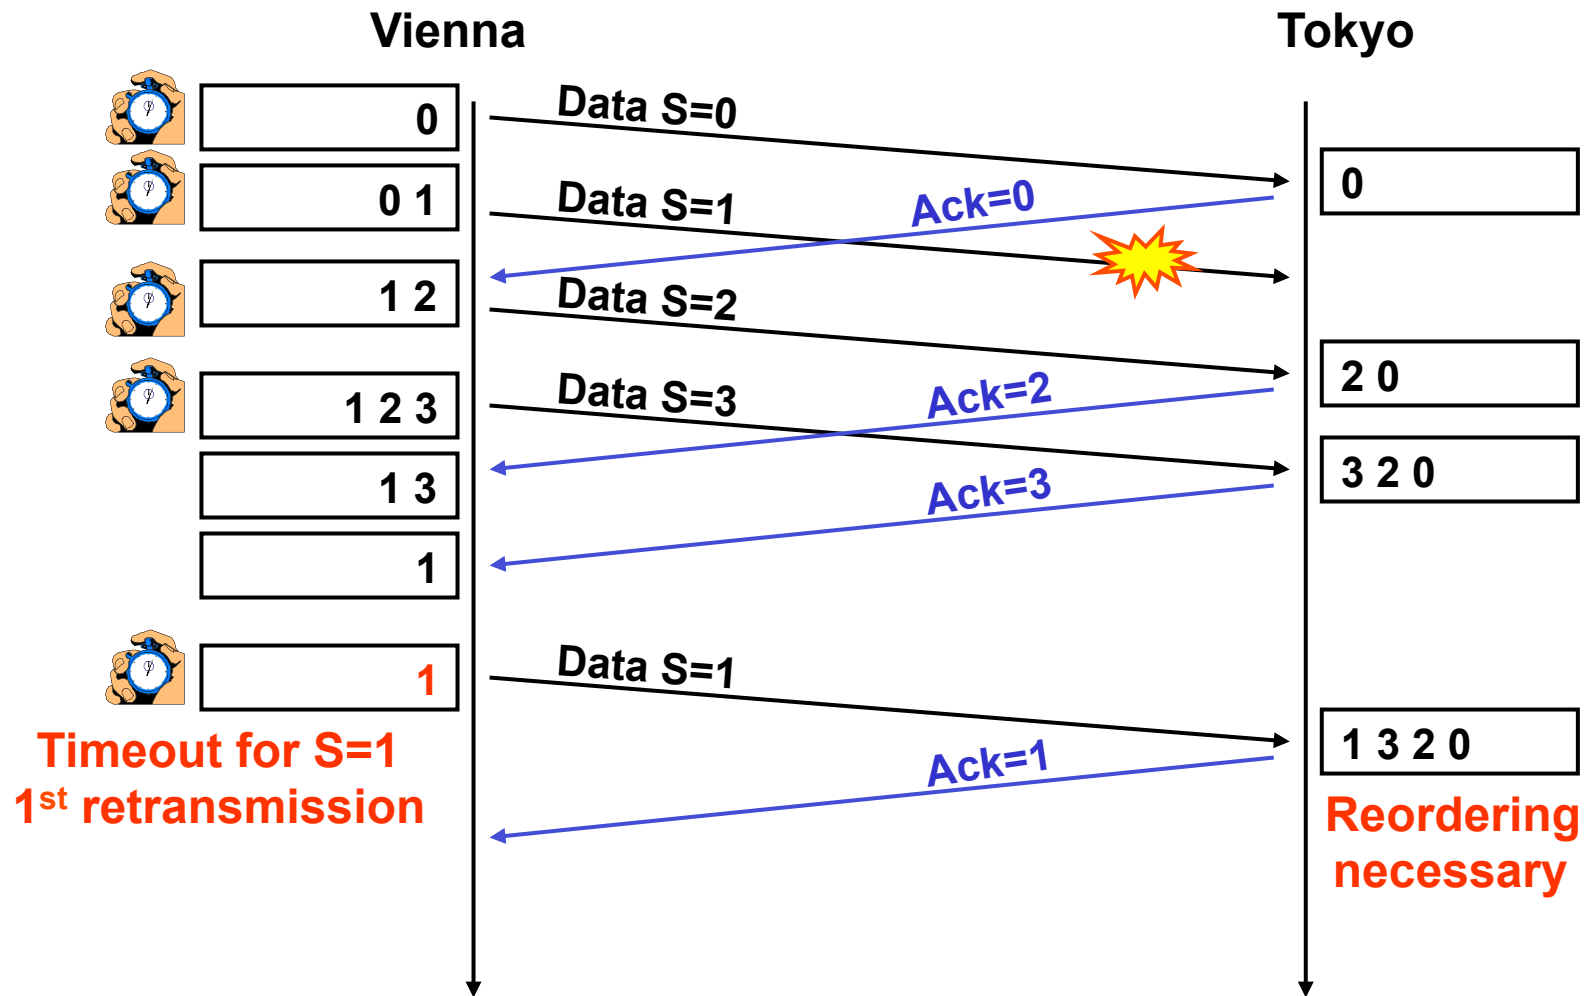 Vienna
Tokyo
0
Data S=0
0
0 1
Data S=1
Ack=0
1 2
Data S=2
2 0
1 2 3
Data S=3
Ack=2
3 2 0
1 3
Ack=3
1
1
Data S=1
1 3 2 0
Timeout for S=1
1st retransmission
Ack=1
Reordering
necessary